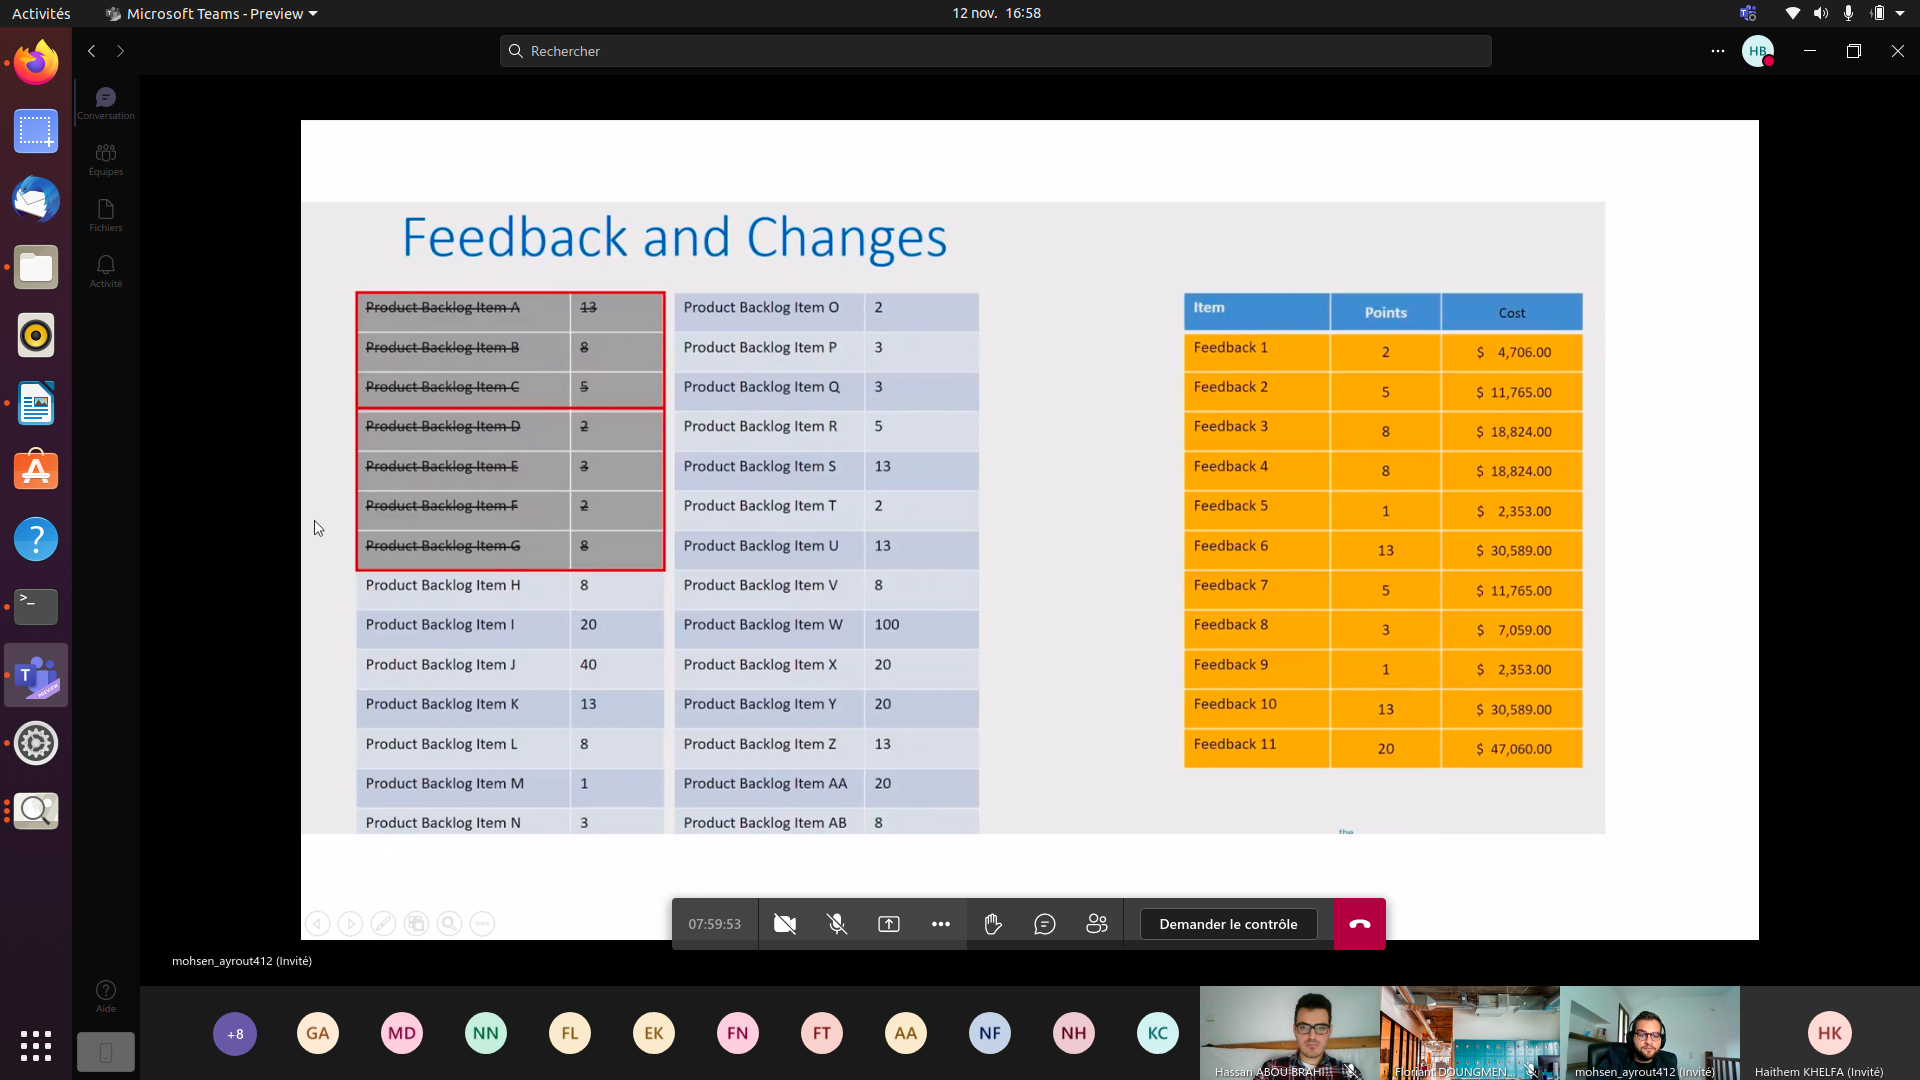 Activités
Microsoft Teams - Preview
12 nov. 16:58
Rechercher
HB
Conversation
Équipes
Fichiers
Activité
Aide
Feedback and Changes
Product Backlog Item A 13
Product Backlog Item B 8
Product Backlog Item C 5
Product Backlog Item D 2
Product Backlog Item E 3
Product Backlog Item F 2
Product Backlog Item G 8
Product Backlog Item H 8
Product Backlog Item I 20
Product Backlog Item J 40
Product Backlog Item K 13
Product Backlog Item L 8
Product Backlog Item M 1
Product Backlog Item N 3
Product Backlog Item O 2
Product Backlog Item P 3
Product Backlog Item Q 3
Product Backlog Item R 5
Product Backlog Item S 13
Product Backlog Item T 2
Product Backlog Item U 13
Product Backlog Item V 8
Product Backlog Item W 100
Product Backlog Item X 20
Product Backlog Item Y 20
Product Backlog Item Z 13
Product Backlog Item AA 20
Product Backlog Item AB 8
Item Points Cost
Feedback 1 2 $ 4,706.00
Feedback 2 5 $ 11,765.00
Feedback 3 8 $ 18,824.00
Feedback 4 8 $ 18,824.00
Feedback 5 1 $ 2,353.00
Feedback 6 13 $ 30,589.00
Feedback 7 5 $ 11,765.00
Feedback 8 3 $ 7,059.00
Feedback 9 1 $ 2,353.00
Feedback 10 13 $ 30,589.00
Feedback 11 20 $ 47,060.00
the
07:59:53
Demander le contrôle
mohsen_ayrout412 (Invité)
+8
GA
MD
NN
FL
EK
FN
FT
AA
NF
NH
KC
HK
Hassan ABOU BRAHI...
Floriant DOUNGMEN...
mohsen_ayrout412 (Invité)
Haithem KHELFA (Invité)